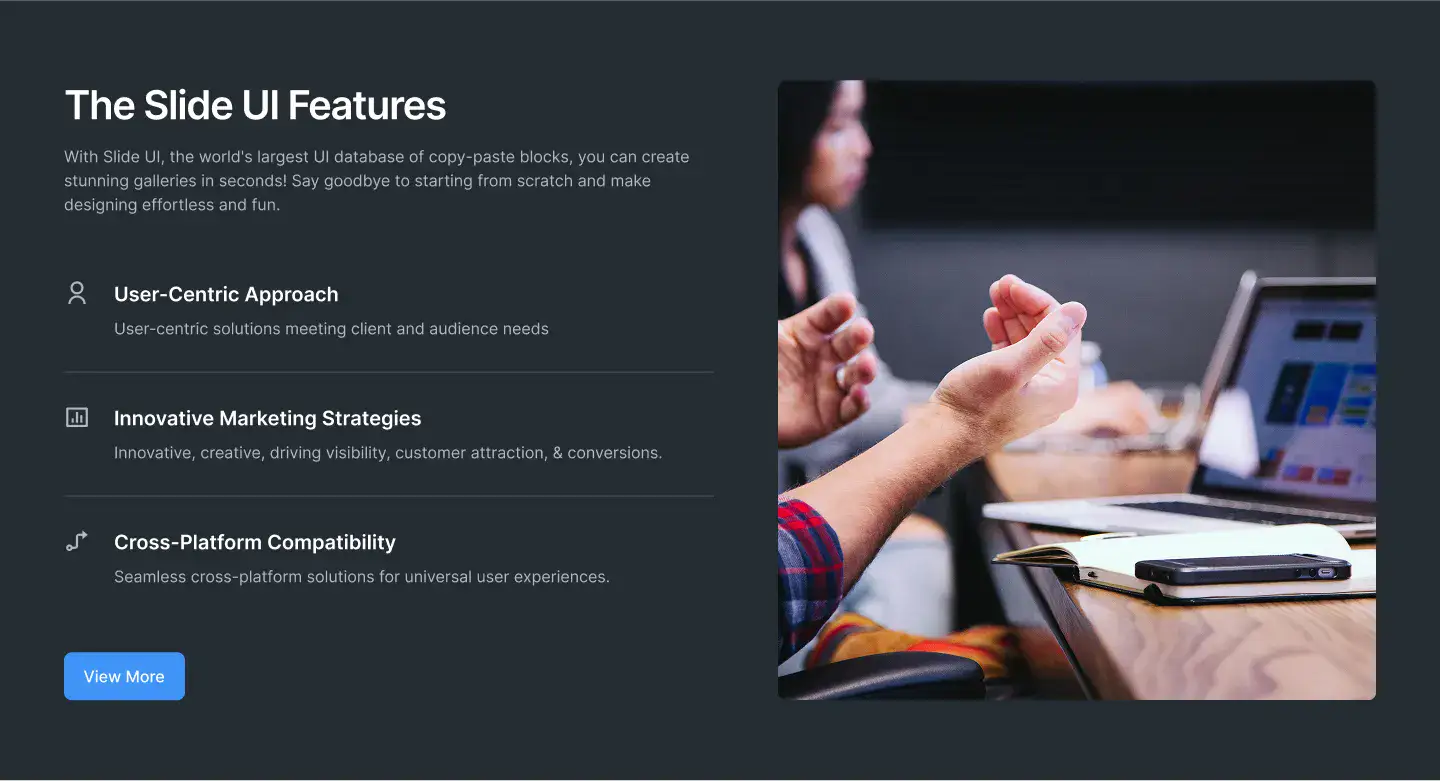 The Slide UI Features
With Slide UI, the world's largest UI database of copy-paste blocks, you can create
stunning galleries in seconds! Say goodbye to starting from scratch and make
designing effortless and fun.
User-Centric Approach
User-centric solutions meeting client and audience needs
Innovative Marketing Strategies
Innovative, creative, driving visibility, customer attraction, & conversions.
Cross-Platform Compatibility
Seamless cross-platform solutions for universal user experiences.
View More